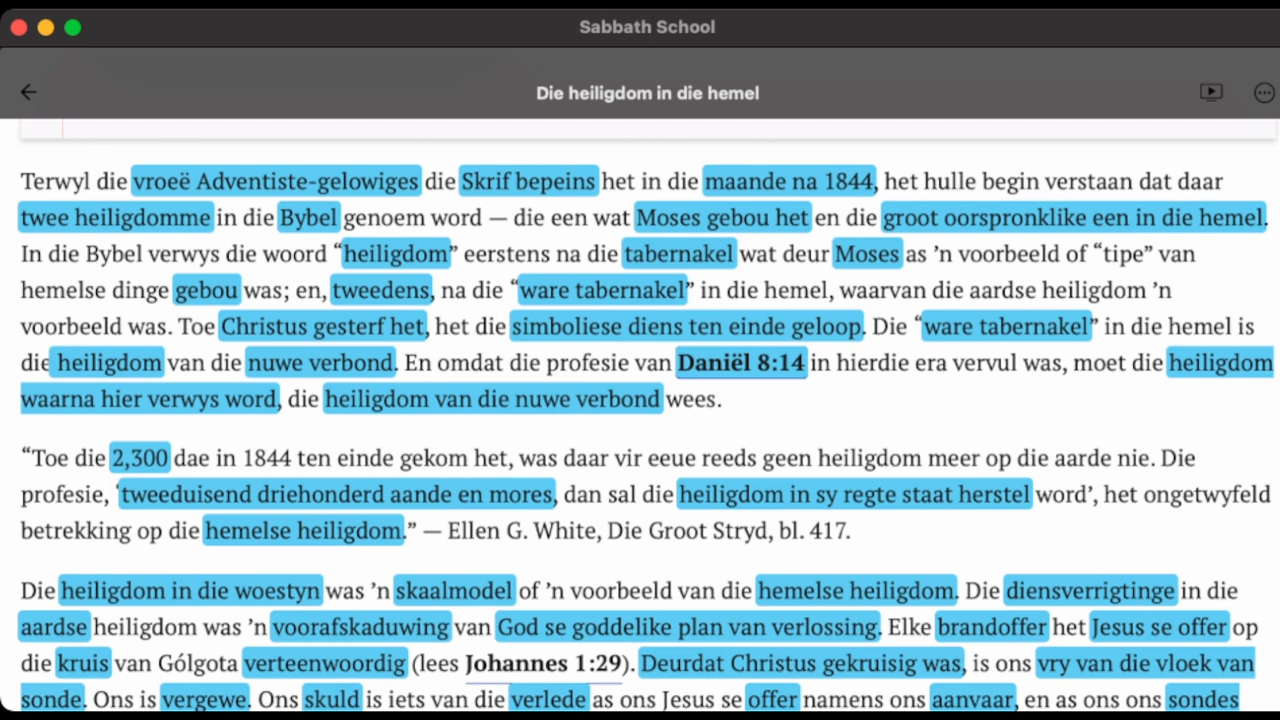 Sabbath School
Die heiligdom in die hemel
Terwyl die vroeë Adventiste-gelowiges die Skrif bepeins het in die maande na 1844, het hulle begin verstaan dat daar
twee heiligdomme in die Bybel genoem word — die een wat Moses gebou het en die groot oorspronklike een in die hemel.
In die Bybel verwys die woord “heiligdom” eerstens na die tabernakel wat deur Moses as ’n voorbeeld of “tipe” van
hemelse dinge gebou was; en, tweedens, na die “ware tabernakel” in die hemel, waarvan die aardse heiligdom ’n
voorbeeld was. Toe Christus gesterf het, het die simboliese diens ten einde geloop. Die “ware tabernakel” in die hemel is
die heiligdom van die nuwe verbond. En omdat die profesie van Daniël 8:14 in hierdie era vervul was, moet die heiligdom
waarna hier verwys word, die heiligdom van die nuwe verbond wees.
“Toe die 2,300 dae in 1844 ten einde gekom het, was daar vir eeue reeds geen heiligdom meer op die aarde nie. Die
profesie, ‘tweeduisend driehonderd aande en mores, dan sal die heiligdom in sy regte staat herstel word’, het ongetwyfeld
betrekking op die hemelse heiligdom.” — Ellen G. White, Die Groot Stryd, bl. 417.
Die heiligdom in die woestyn was ’n skaalmodel of ’n voorbeeld van die hemelse heiligdom. Die diensverrigtinge in die
aardse heiligdom was ’n voorafskaduwing van God se goddelike plan van verlossing. Elke brandoffer het Jesus se offer op
die kruis van Gólgota verteenwoordig (lees Johannes 1:29). Deurdat Christus gekruisig was, is ons vry van die vloek van
sonde. Ons is vergewe. Ons skuld is iets van die verlede as ons Jesus se offer namens ons aanvaar, en as ons ons sondes